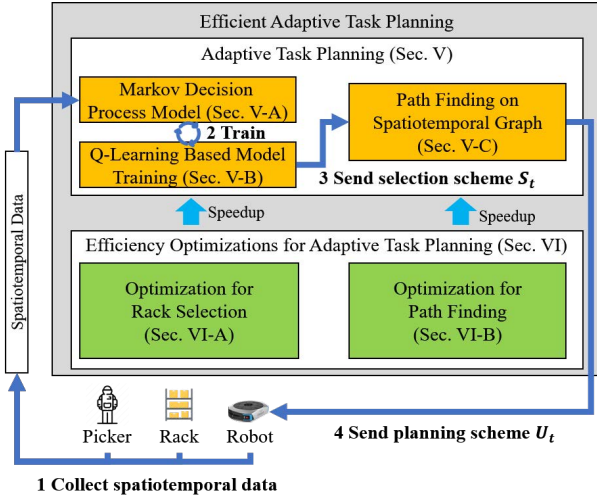 Efficient Adaptive Task Planning
Adaptive Task Planning (Sec. V)
Markov Decision
Process Model (Sec. V-A)
2 Train
Q-Learning Based Model
Training (Sec. V-B)
Path Finding on
Spatiotemporal Graph
(Sec. V-C)
3 Send selection scheme S_t
Speedup
Speedup
Efficiency Optimizations for Adaptive Task Planning (Sec. VI)
Optimization for
Rack Selection
(Sec. VI-A)
Optimization for
Path Finding
(Sec. VI-B)
Spatiotemporal Data
Picker
Rack
Robot
4 Send planning scheme U_t
1 Collect spatiotemporal data